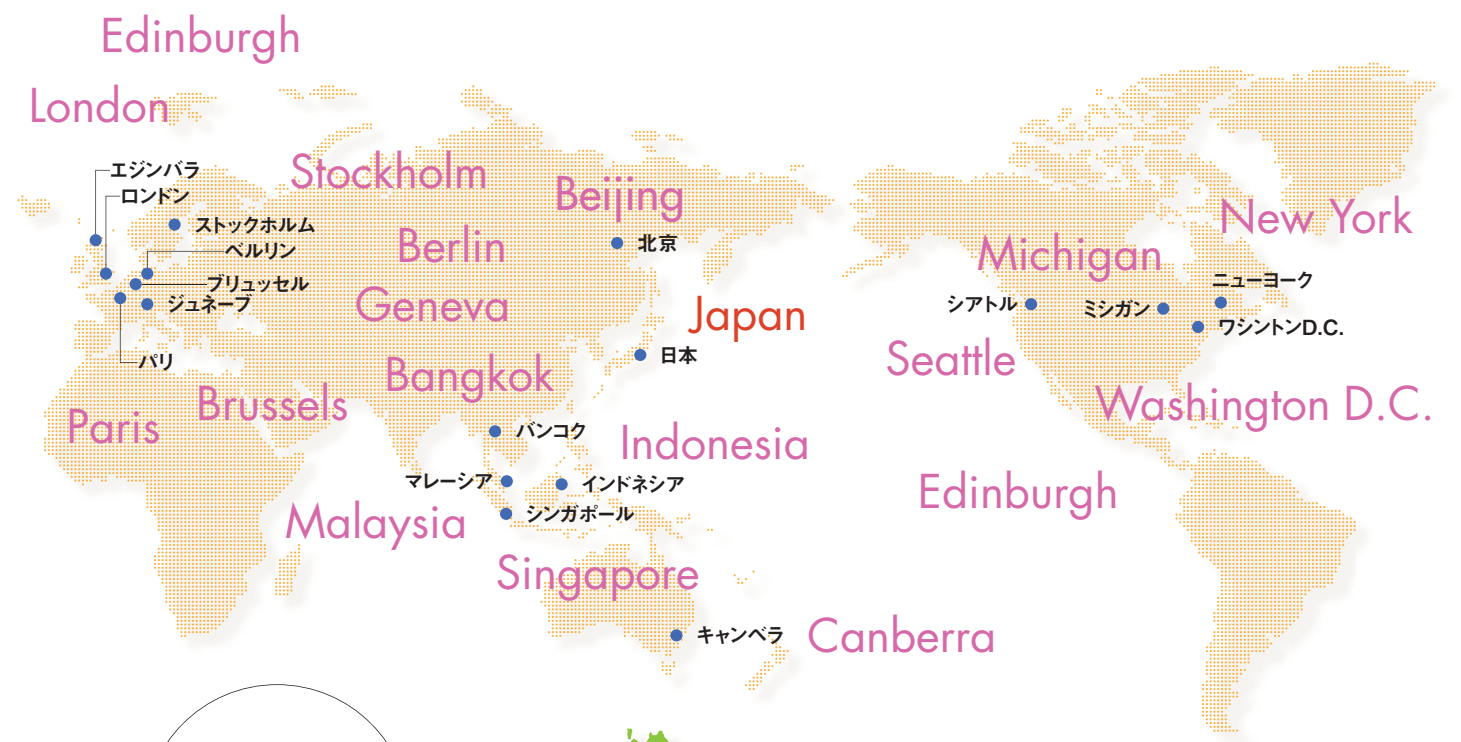 Edinburgh
London
エジンバラ
ロンドン
Stockholm
Beijing
ストックホルム
New York
Berlin
北京
ベルリン
Michigan
ブリュッセル
ニューヨーク
ジュネーブ
Geneva
Japan
シアトル
ミシガン
ワシントンD.C.
パリ
日本
Seattle
Bangkok
Brussels
Washington D.C.
Paris
バンコク
Indonesia
マレーシア
インドネシア
Edinburgh
シンガポール
Malaysia
Singapore
キャンベラ
Canberra